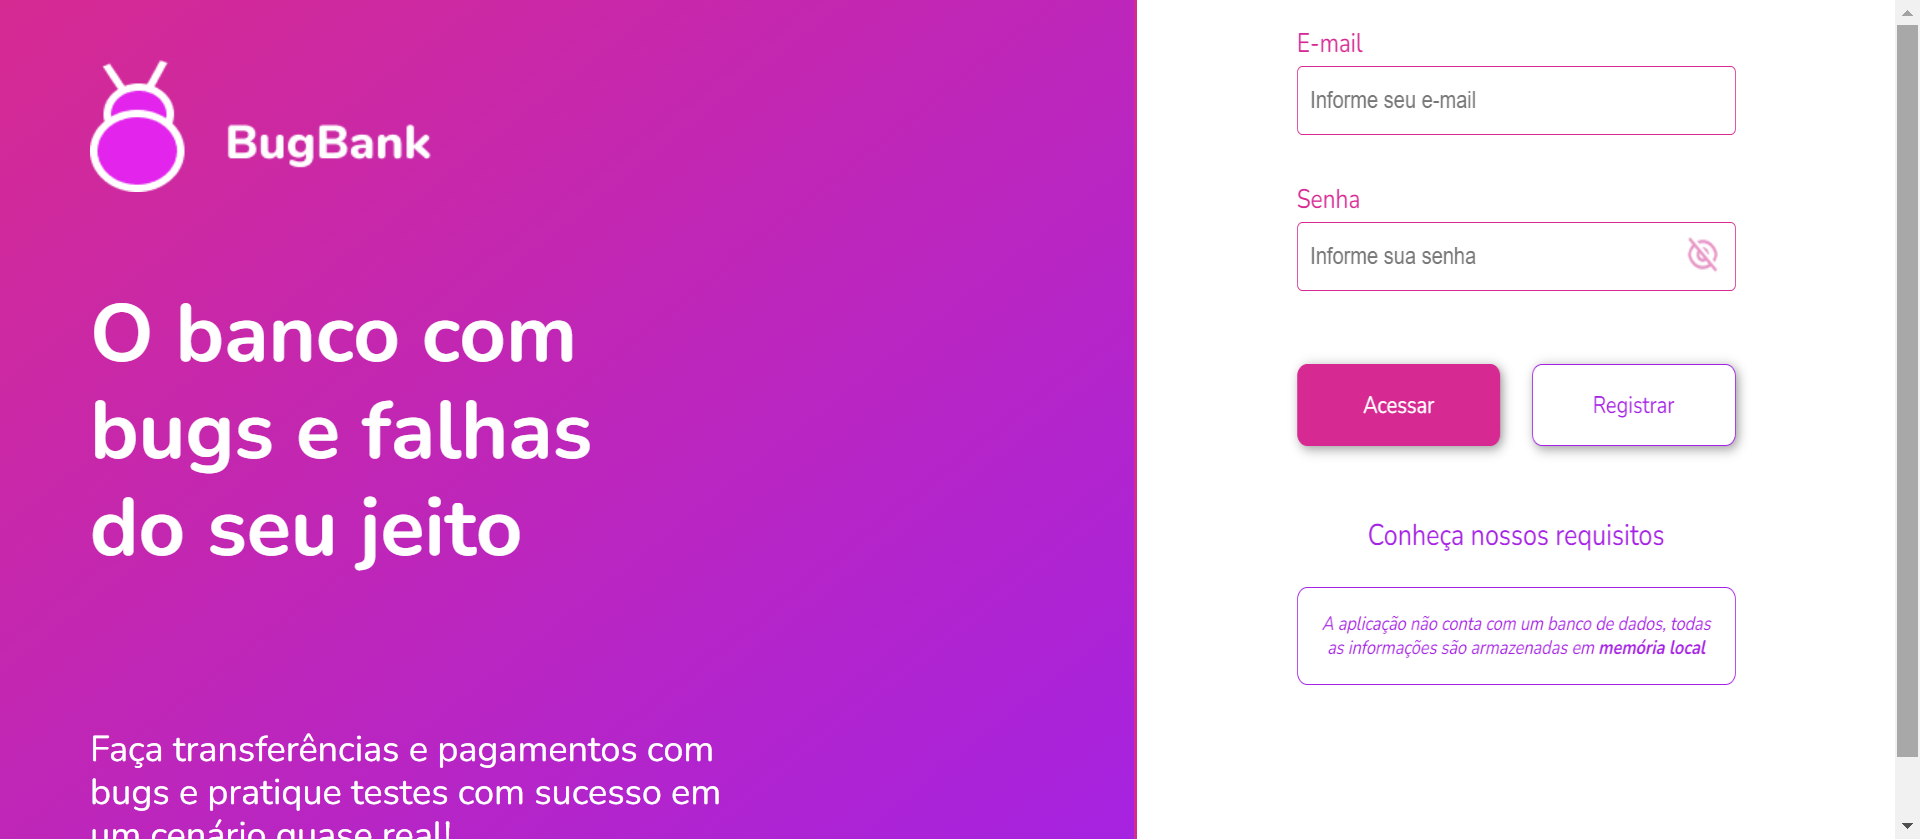 BugBank
O banco com
bugs e falhas
do seu jeito
Faça transferências e pagamentos com
bugs e pratique testes com sucesso em
um cenário quase real!
E-mail
Informe seu e-mail
Senha
Informe sua senha
Acessar
Registrar
Conheça nossos requisitos
A aplicação não conta com um banco de dados, todas
as informações são armazenadas em memória local